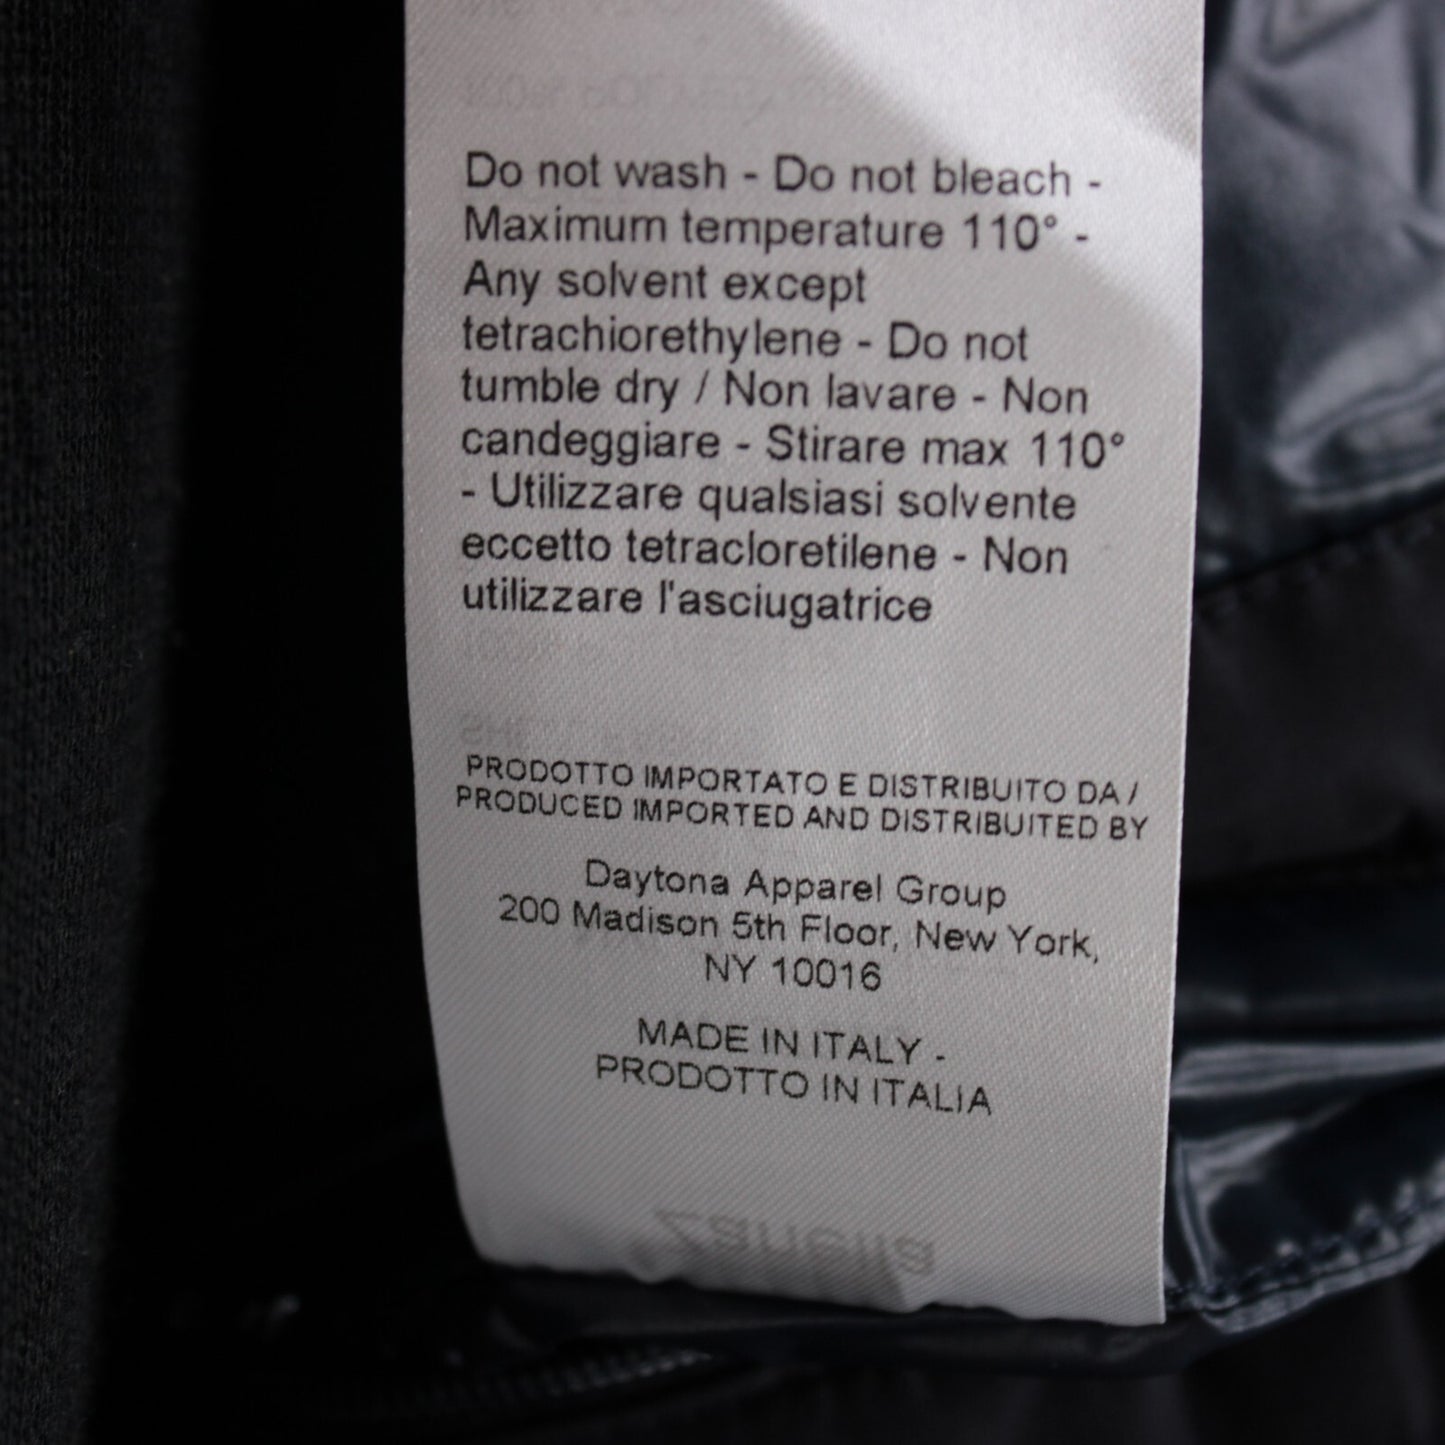 Do not wash - Do not bleach -
Maximum temperature 110° -
Any solvent except
tetrachiorethylene - Do not
tumble dry / Non lavare - Non
candeggiare - Stirare max 110°
- Utilizzare qualsiasi solvente
eccetto tetracloretilene - Non
utilizzare l'asciugatrice
PRODOTTO IMPORTATO E DISTRIBUITO DA /
PRODUCED IMPORTED AND DISTRIBUITED BY
Daytona Apparel Group
200 Madison 5th Floor, New York,
NY 10016
MADE IN ITALY -
PRODOTTO IN ITALIA
Zanella